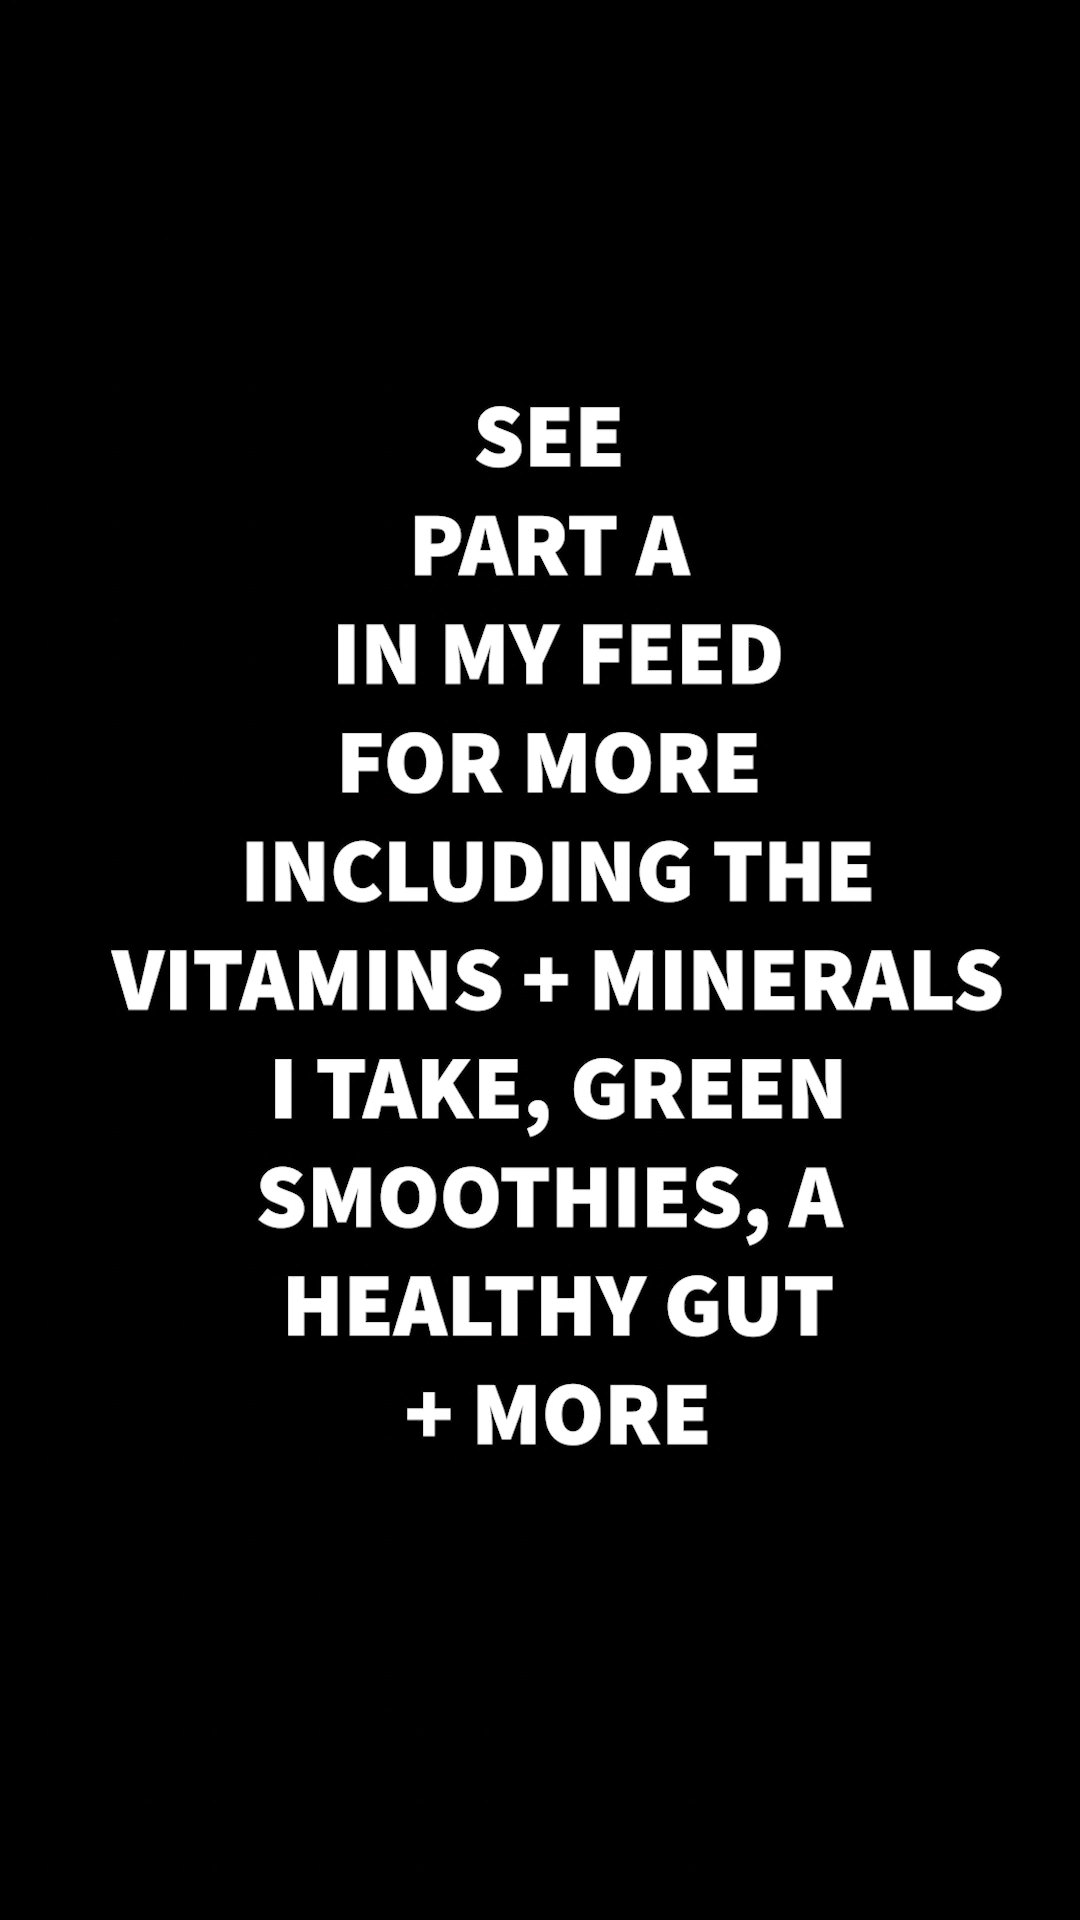 SEE
PART A
IN MY FEED
FOR MORE
INCLUDING THE
VITAMINS + MINERALS
I TAKE, GREEN
SMOOTHIES, A
HEALTHY GUT
+ MORE